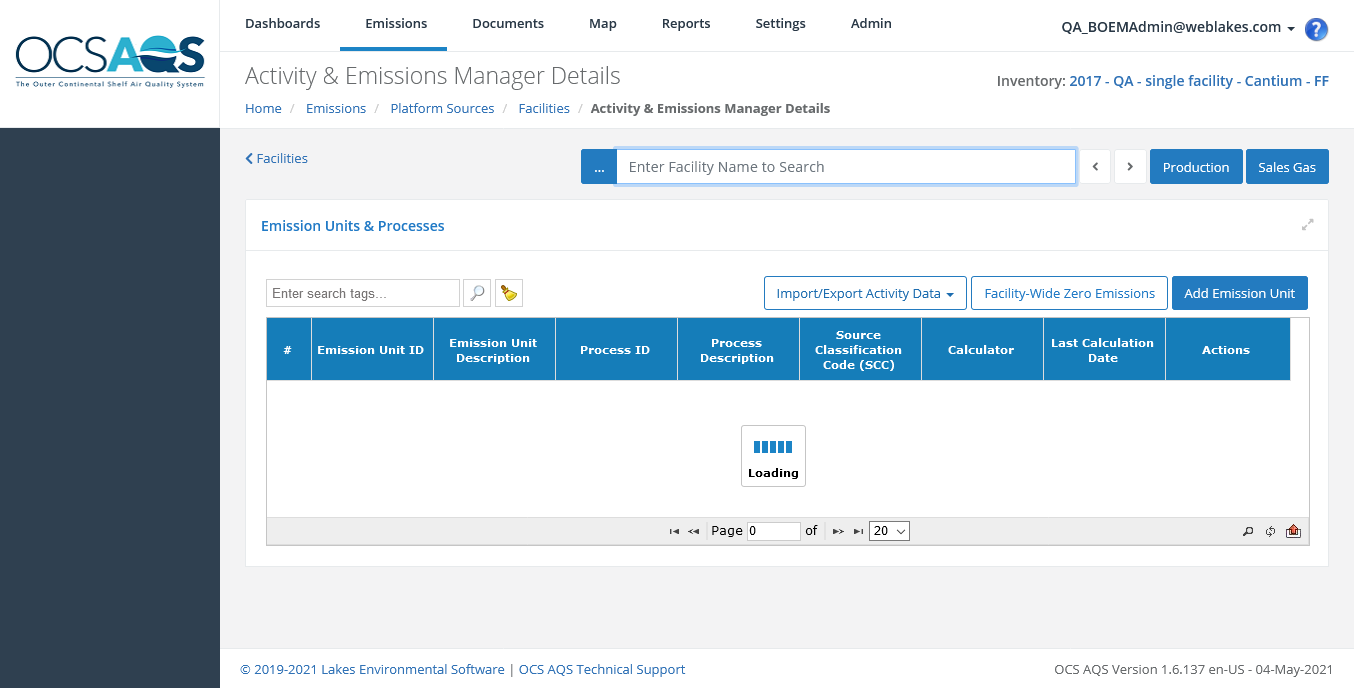 OCSAQS
The Outer Continental Shelf Air Quality System
Dashboards Emissions Documents Map Reports Settings Admin
QA_BOEMAdmin@weblakes.com
?
Activity & Emissions Manager Details
Inventory: 2017 - QA - single facility - Cantium - FF
Home / Emissions / Platform Sources / Facilities / Activity & Emissions Manager Details
Facilities
... Enter Facility Name to Search
Production Sales Gas
Emission Units & Processes
Enter search tags...
Import/Export Activity Data Facility-Wide Zero Emissions Add Emission Unit
#
Emission Unit ID
Emission Unit
Description
Process ID
Process
Description
Source
Classification
Code (SCC)
Calculator
Last Calculation
Date
Actions
Loading
Page 0 of 20
© 2019-2021 Lakes Environmental Software | OCS AQS Technical Support
OCS AQS Version 1.6.137 en-US - 04-May-2021